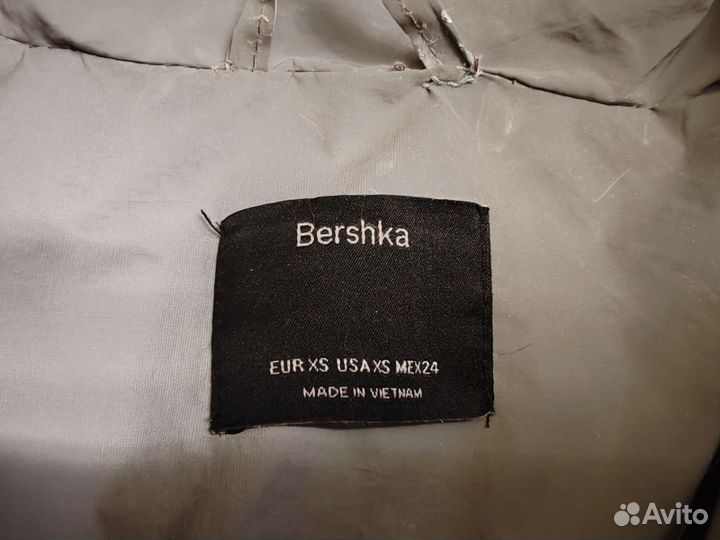 Bershka
EUR XS USA XS MEX 24
MADE IN VIETNAM
Avito